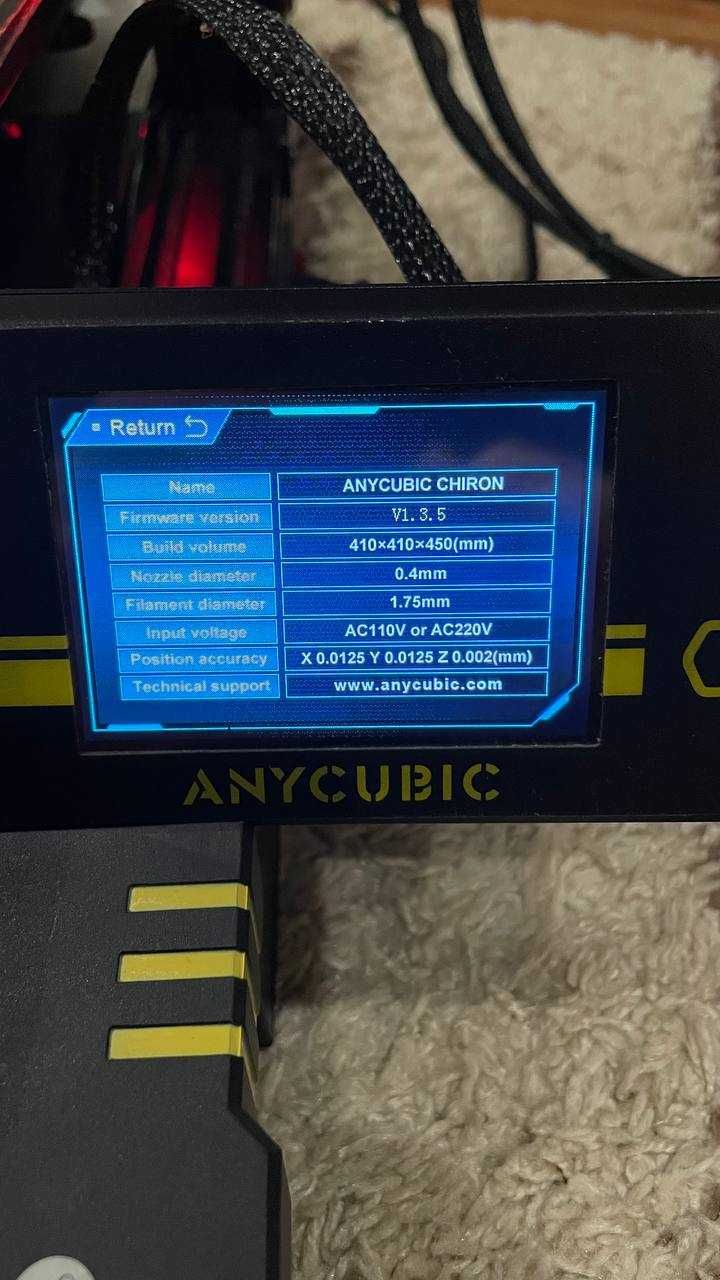 Return
Name ANYCUBIC CHIRON
Firmware version V1.3.5
Build volume 410×410×450(mm)
Nozzle diameter 0.4mm
Filament diameter 1.75mm
Input voltage AC110V or AC220V
Position accuracy X 0.0125 Y 0.0125 Z 0.002(mm)
Technical support www.anycubic.com
ANYCUBIC